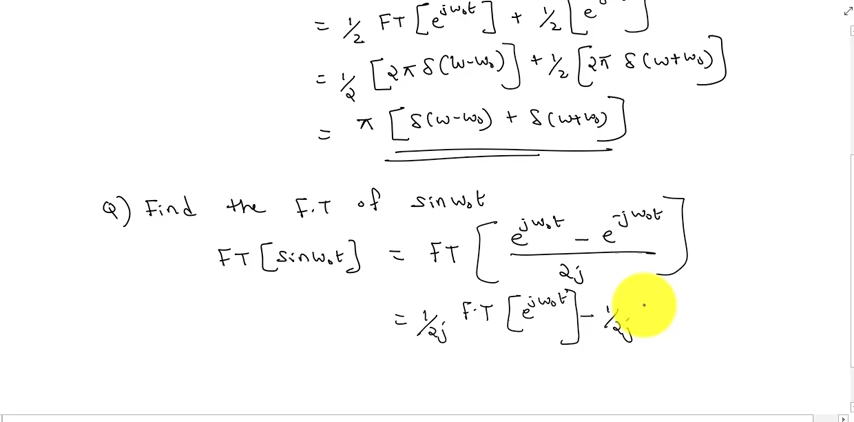 = 1/2 FT [e^{jω₀t}] + 1/2 [e
= 1/2 [2π δ(ω-ω₀)] + 1/2 [2π δ(ω+ω₀)]
= π [δ(ω-ω₀) + δ(ω+ω₀)]
Q) Find the F.T of sinω₀t
FT [sinω₀t] = FT [(e^{jω₀t} - e^{-jω₀t}) / 2j]
= 1/2j F.T [e^{jω₀t}] - 1/2j